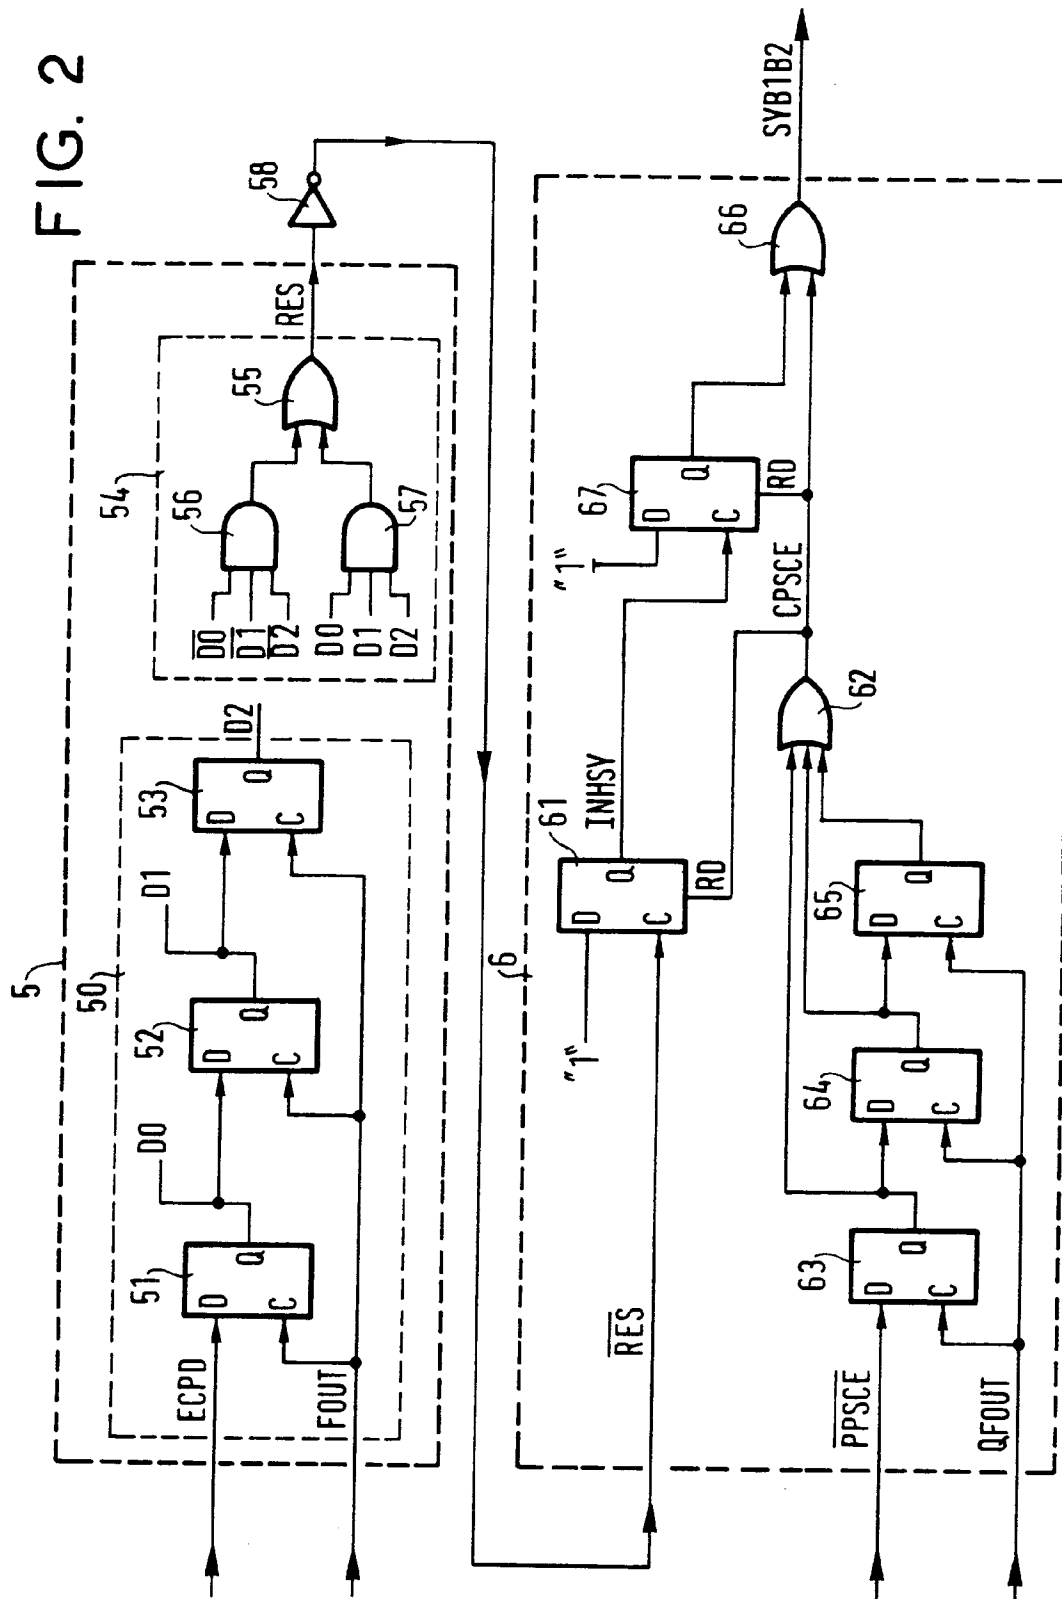 FIG. 2
5
50
ECPD
FOUT
51
D
C
Q
D0
52
D
C
Q
D1
53
D
C
Q
D2
54
D0
D1
D2
56
D0
D1
D2
57
55
RES
58
6
RES
"1"
61
D
C
Q
RD
INHSY
"1"
67
D
C
Q
RD
CPSCE
66
SYB1B2
PPSCE
QFOUT
63
D
C
Q
64
D
C
Q
65
D
C
Q
62